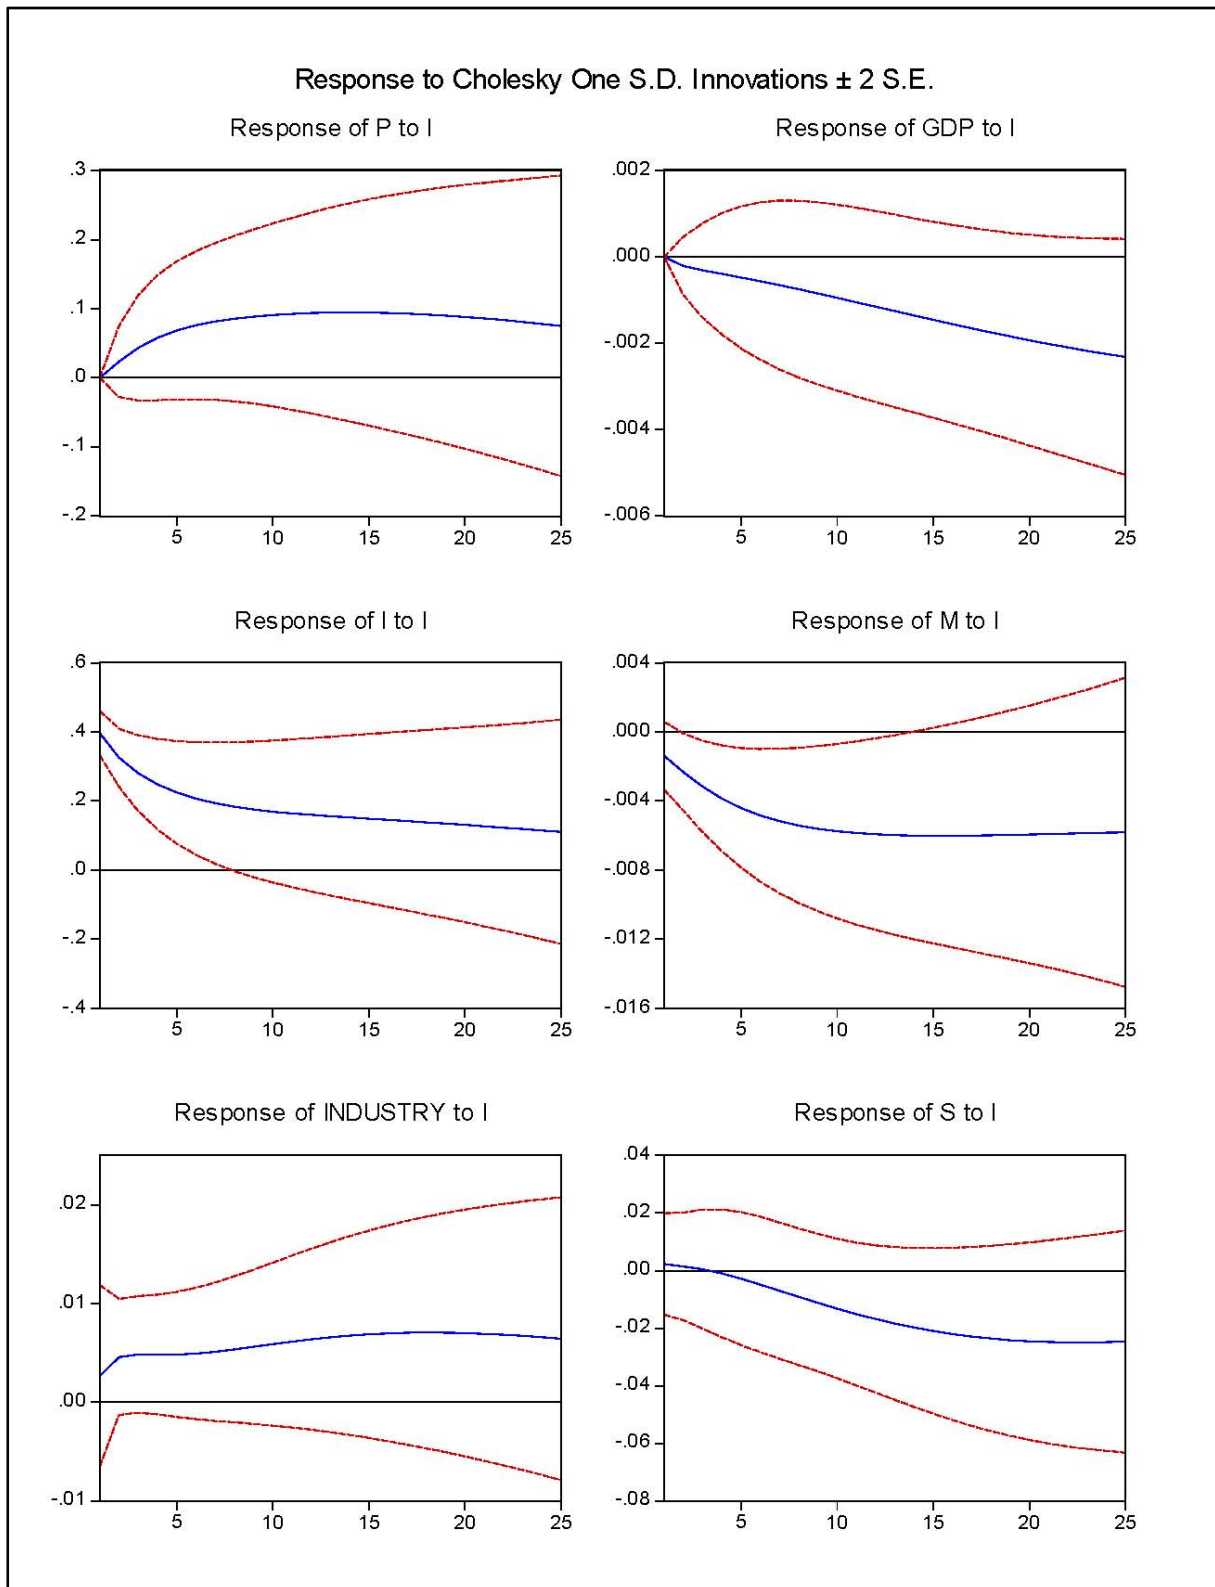 Response to Cholesky One S.D. Innovations ± 2 S.E.
Response of P to I
.3
.2
.1
.0
-.1
-.2
5 10 15 20 25
Response of GDP to I
.002
.000
-.002
-.004
-.006
5 10 15 20 25
Response of I to I
.6
.4
.2
.0
-.2
-.4
5 10 15 20 25
Response of M to I
.004
.000
-.004
-.008
-.012
-.016
5 10 15 20 25
Response of INDUSTRY to I
.02
.01
.00
-.01
5 10 15 20 25
Response of S to I
.04
.02
.00
-.02
-.04
-.06
-.08
5 10 15 20 25